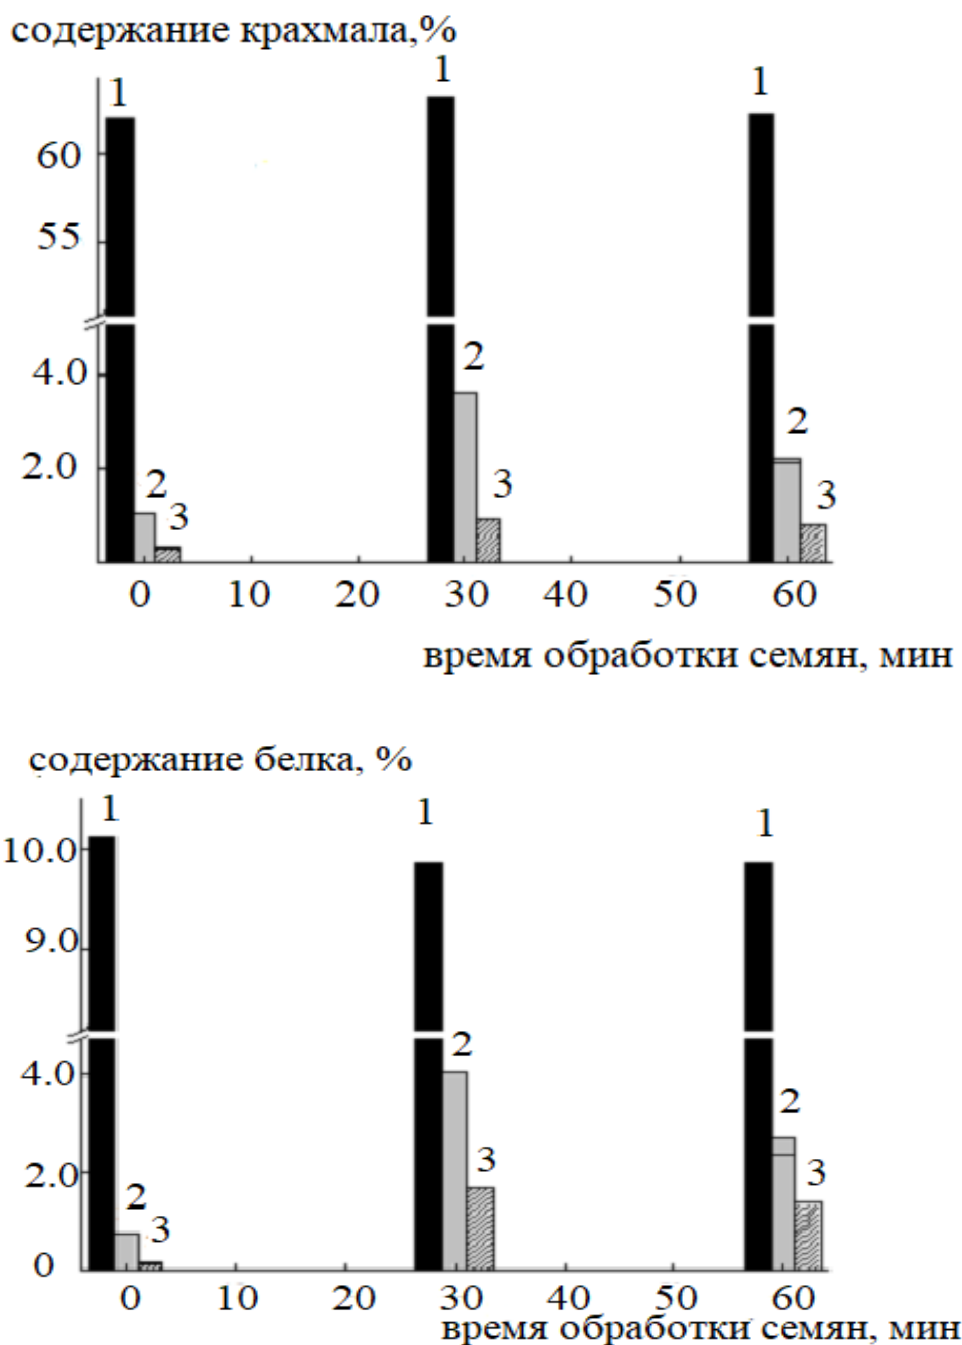 содержание крахмала,%
1 1 1
60
55
2
4.0
2
2.0 2 3 3 3
0 10 20 30 40 50 60
время обработки семян, мин
содержание белка, %
1 1 1
10.0
9.0
2
4.0
2
3 3
2.0
2
3
0
0 10 20 30 40 50 60
время обработки семян, мин